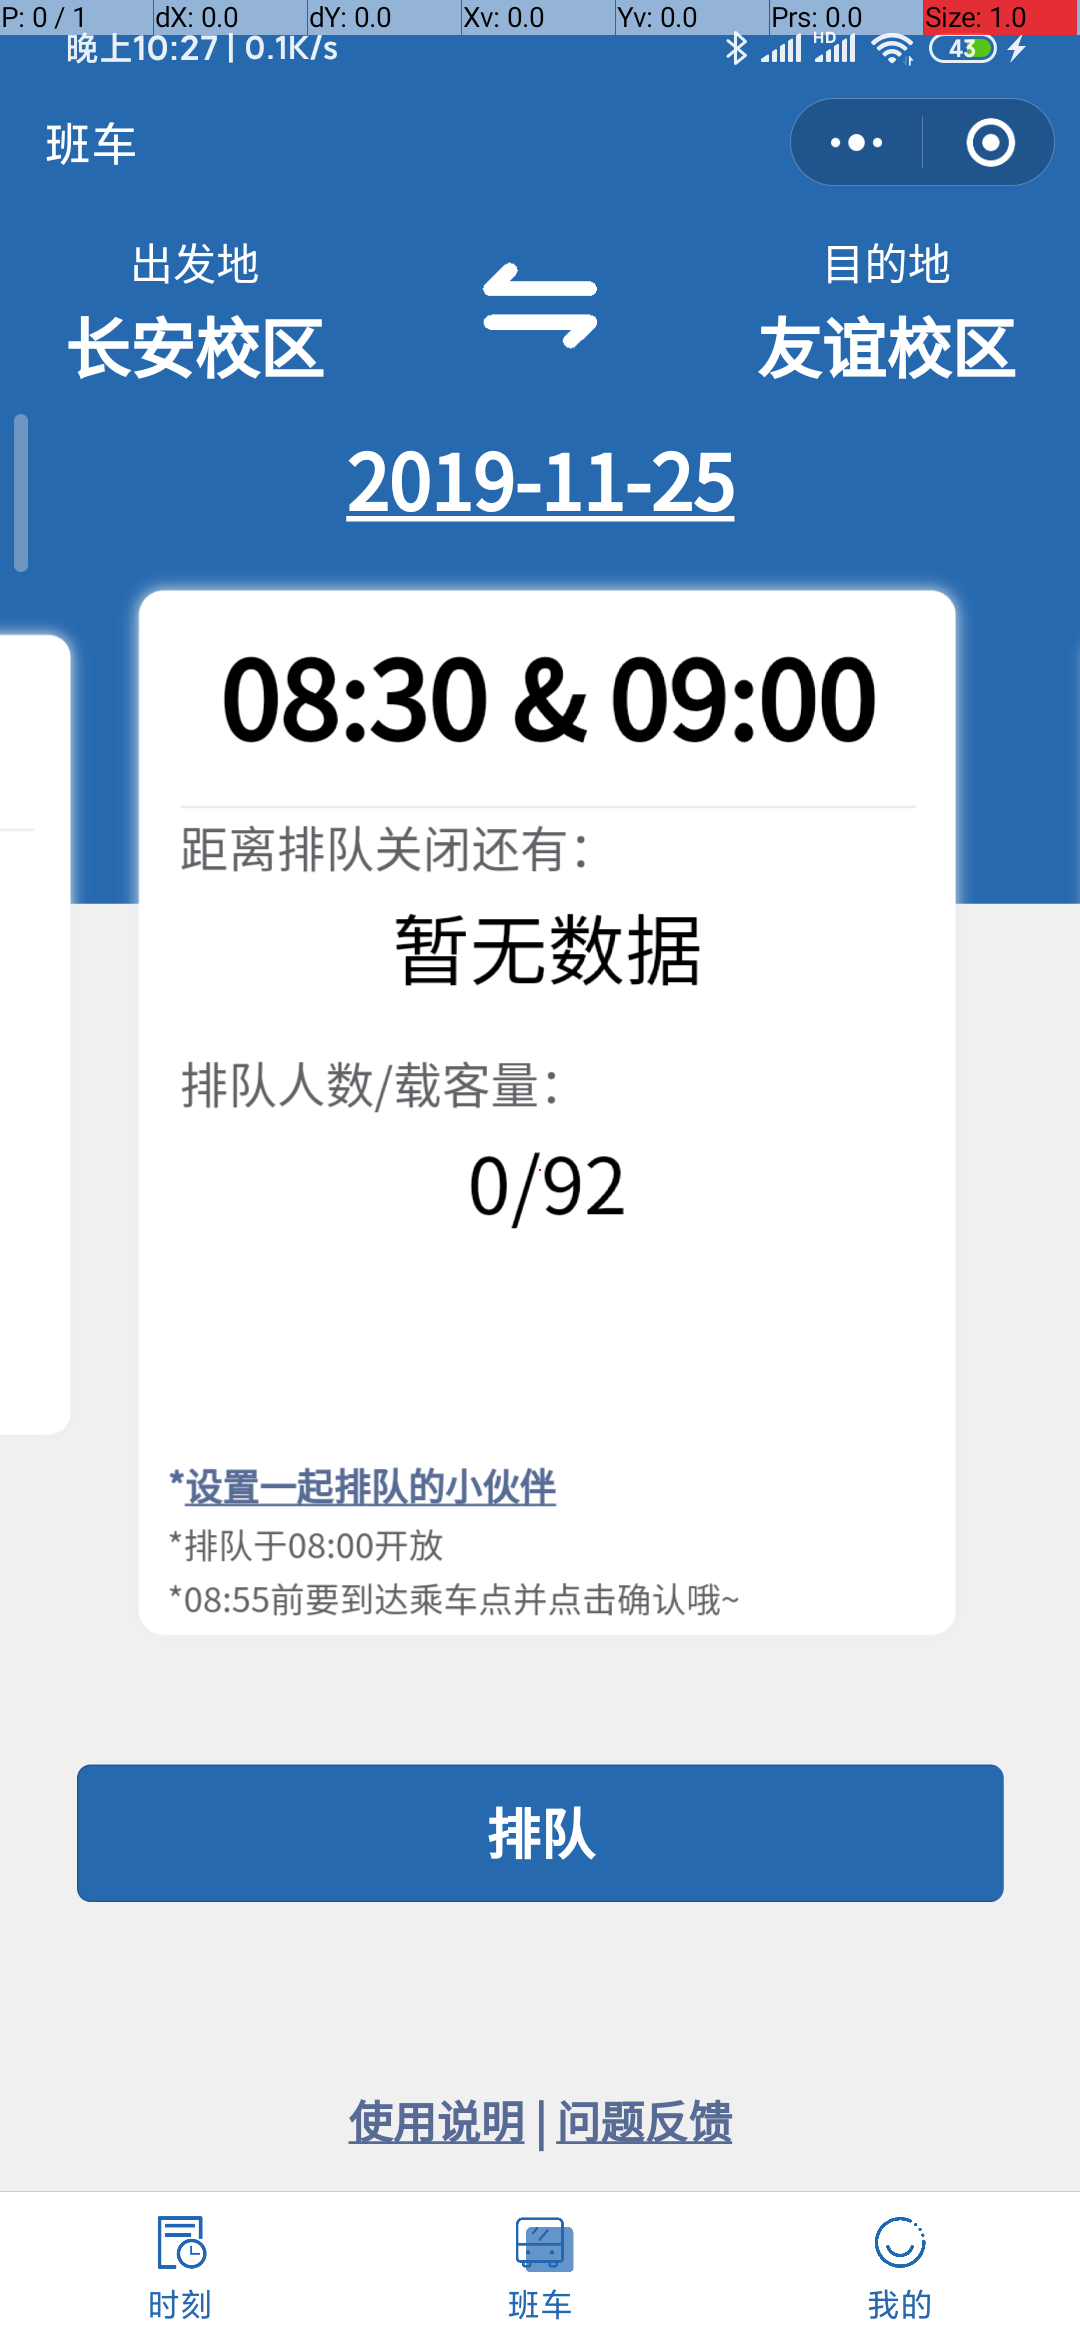 P: 0 / 1 dX: 0.0 dY: 0.0 Xv: 0.0 Yv: 0.0 Prs: 0.0 Size: 1.0
晚上10:27 | 0.1K/s HD 43
班车
出发地 目的地
长安校区 友谊校区
2019-11-25
08:30 & 09:00
距离排队关闭还有：
暂无数据
排队人数/载客量：
0/92
*设置一起排队的小伙伴
*排队于08:00开放
*08:55前要到达乘车点并点击确认哦~
排队
使用说明 | 问题反馈
时刻 班车 我的